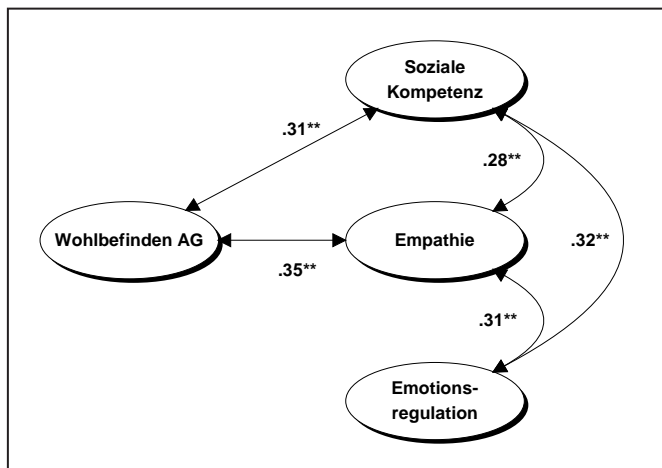 Soziale
Kompetenz
.31**
.28**
Wohlbefinden AG
Empathie
.32**
.35**
.31**
Emotions-
regulation